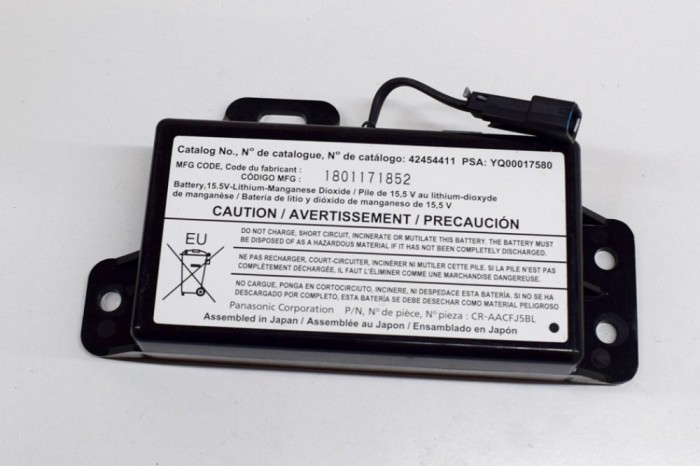 Catalog No., Nº de catalogue, Nº de catálogo: 42454411 PSA: YQ00017580
MFG CODE, Code du fabricant :
CÓDIGO MFG : 1801171852
Battery,15.5V-Lithium-Manganese Dioxide / Pile de 15,5 V au lithium-dioxyde
de manganèse / Bateria de litio y dióxido de manganeso de 15,5 V
CAUTION / AVERTISSEMENT / PRECAUCIÓN
EU
DO NOT CHARGE, SHORT CIRCUIT, INCINERATE OR MUTILATE THIS BATTERY. THE BATTERY MUST
BE DISPOSED OF AS A HAZARDOUS MATERIAL IF IT HAS NOT BEEN COMPLETELY DISCHARGED.
NE PAS RECHARGER, COURT-CIRCUITER, INCINÉRER NI MUTILER CETTE PILE. SI LA PILE N'EST PAS
COMPLÈTEMENT DÉCHARGÉE, IL FAUT L'ÉLIMINER COMME UNE MARCHANDISE DANGEREUSE.
NO CARGUE, PONGA EN CORTOCIRCUITO, INCINERE, NI DESPEDACE ESTA BATERÍA. SI NO SE HA
DESCARGADO POR COMPLETO, ESTA BATERÍA SE DEBE DESECHAR COMO MATERIAL PELIGROSO
Panasonic Corporation P/N, Nº de pièce, Nº pieza : CR-AACFJ5BL
Assembled in Japan / Assemblée au Japon / Ensamblado en Japón